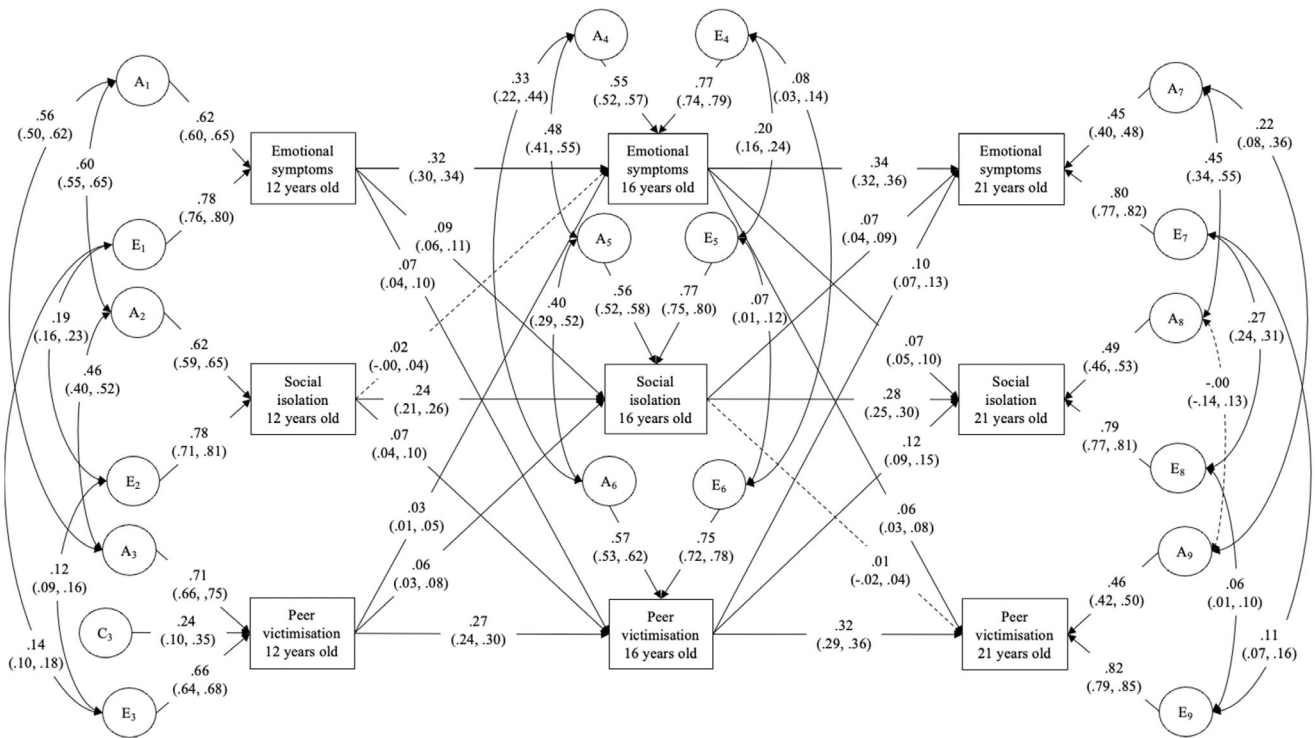 A4
E4
.33
(.22, .44)
.55
(.52, .57)
.77
(.74, .79)
.08
(.03, .14)
A1
A7
.56
(.50, .62)
.62
(.60, .65)
.48
(.41, .55)
.20
(.16, .24)
.45
(.40, .48)
.22
(.08, .36)
.60
(.55, .65)
Emotional
symptoms
12 years old
.32
(.30, .34)
Emotional
symptoms
16 years old
.34
(.32, .36)
Emotional
symptoms
21 years old
.45
(.34, .55)
.78
(.76, .80)
.80
(.77, .82)
E1
.09
(.06, .11)
.07
(.04, .10)
A5
E5
.07
(.04, .09)
.10
(.07, .13)
E7
A2
.19
(.16, .23)
.40
(.29, .52)
.56
(.52, .58)
.77
(.75, .80)
.07
(.01, .12)
A8
.27
(.24, .31)
.46
(.40, .52)
.62
(.59, .65)
.02
(-.00, .04)
.07
(.05, .10)
.49
(.46, .53)
-.00
(-.14, .13)
Social
isolation
12 years old
.24
(.21, .26)
.07
(.04, .10)
Social
isolation
16 years old
.28
(.25, .30)
.12
(.09, .15)
Social
isolation
21 years old
.78
(.71, .81)
.79
(.77, .81)
E2
A6
E6
E8
.03
(.01, .05)
.06
(.03, .08)
A3
.57
(.53, .62)
.75
(.72, .78)
A9
.12
(.09, .16)
.71
(.66, .75)
.06
(.03, .08)
.01
(-.02, .04)
.46
(.42, .50)
.06
(.01, .10)
C3
.24
(.10, .35)
Peer
victimisation
12 years old
.27
(.24, .30)
Peer
victimisation
16 years old
.32
(.29, .36)
Peer
victimisation
21 years old
.14
(.10, .18)
.66
(.64, .68)
.82
(.79, .85)
.11
(.07, .16)
E3
E9